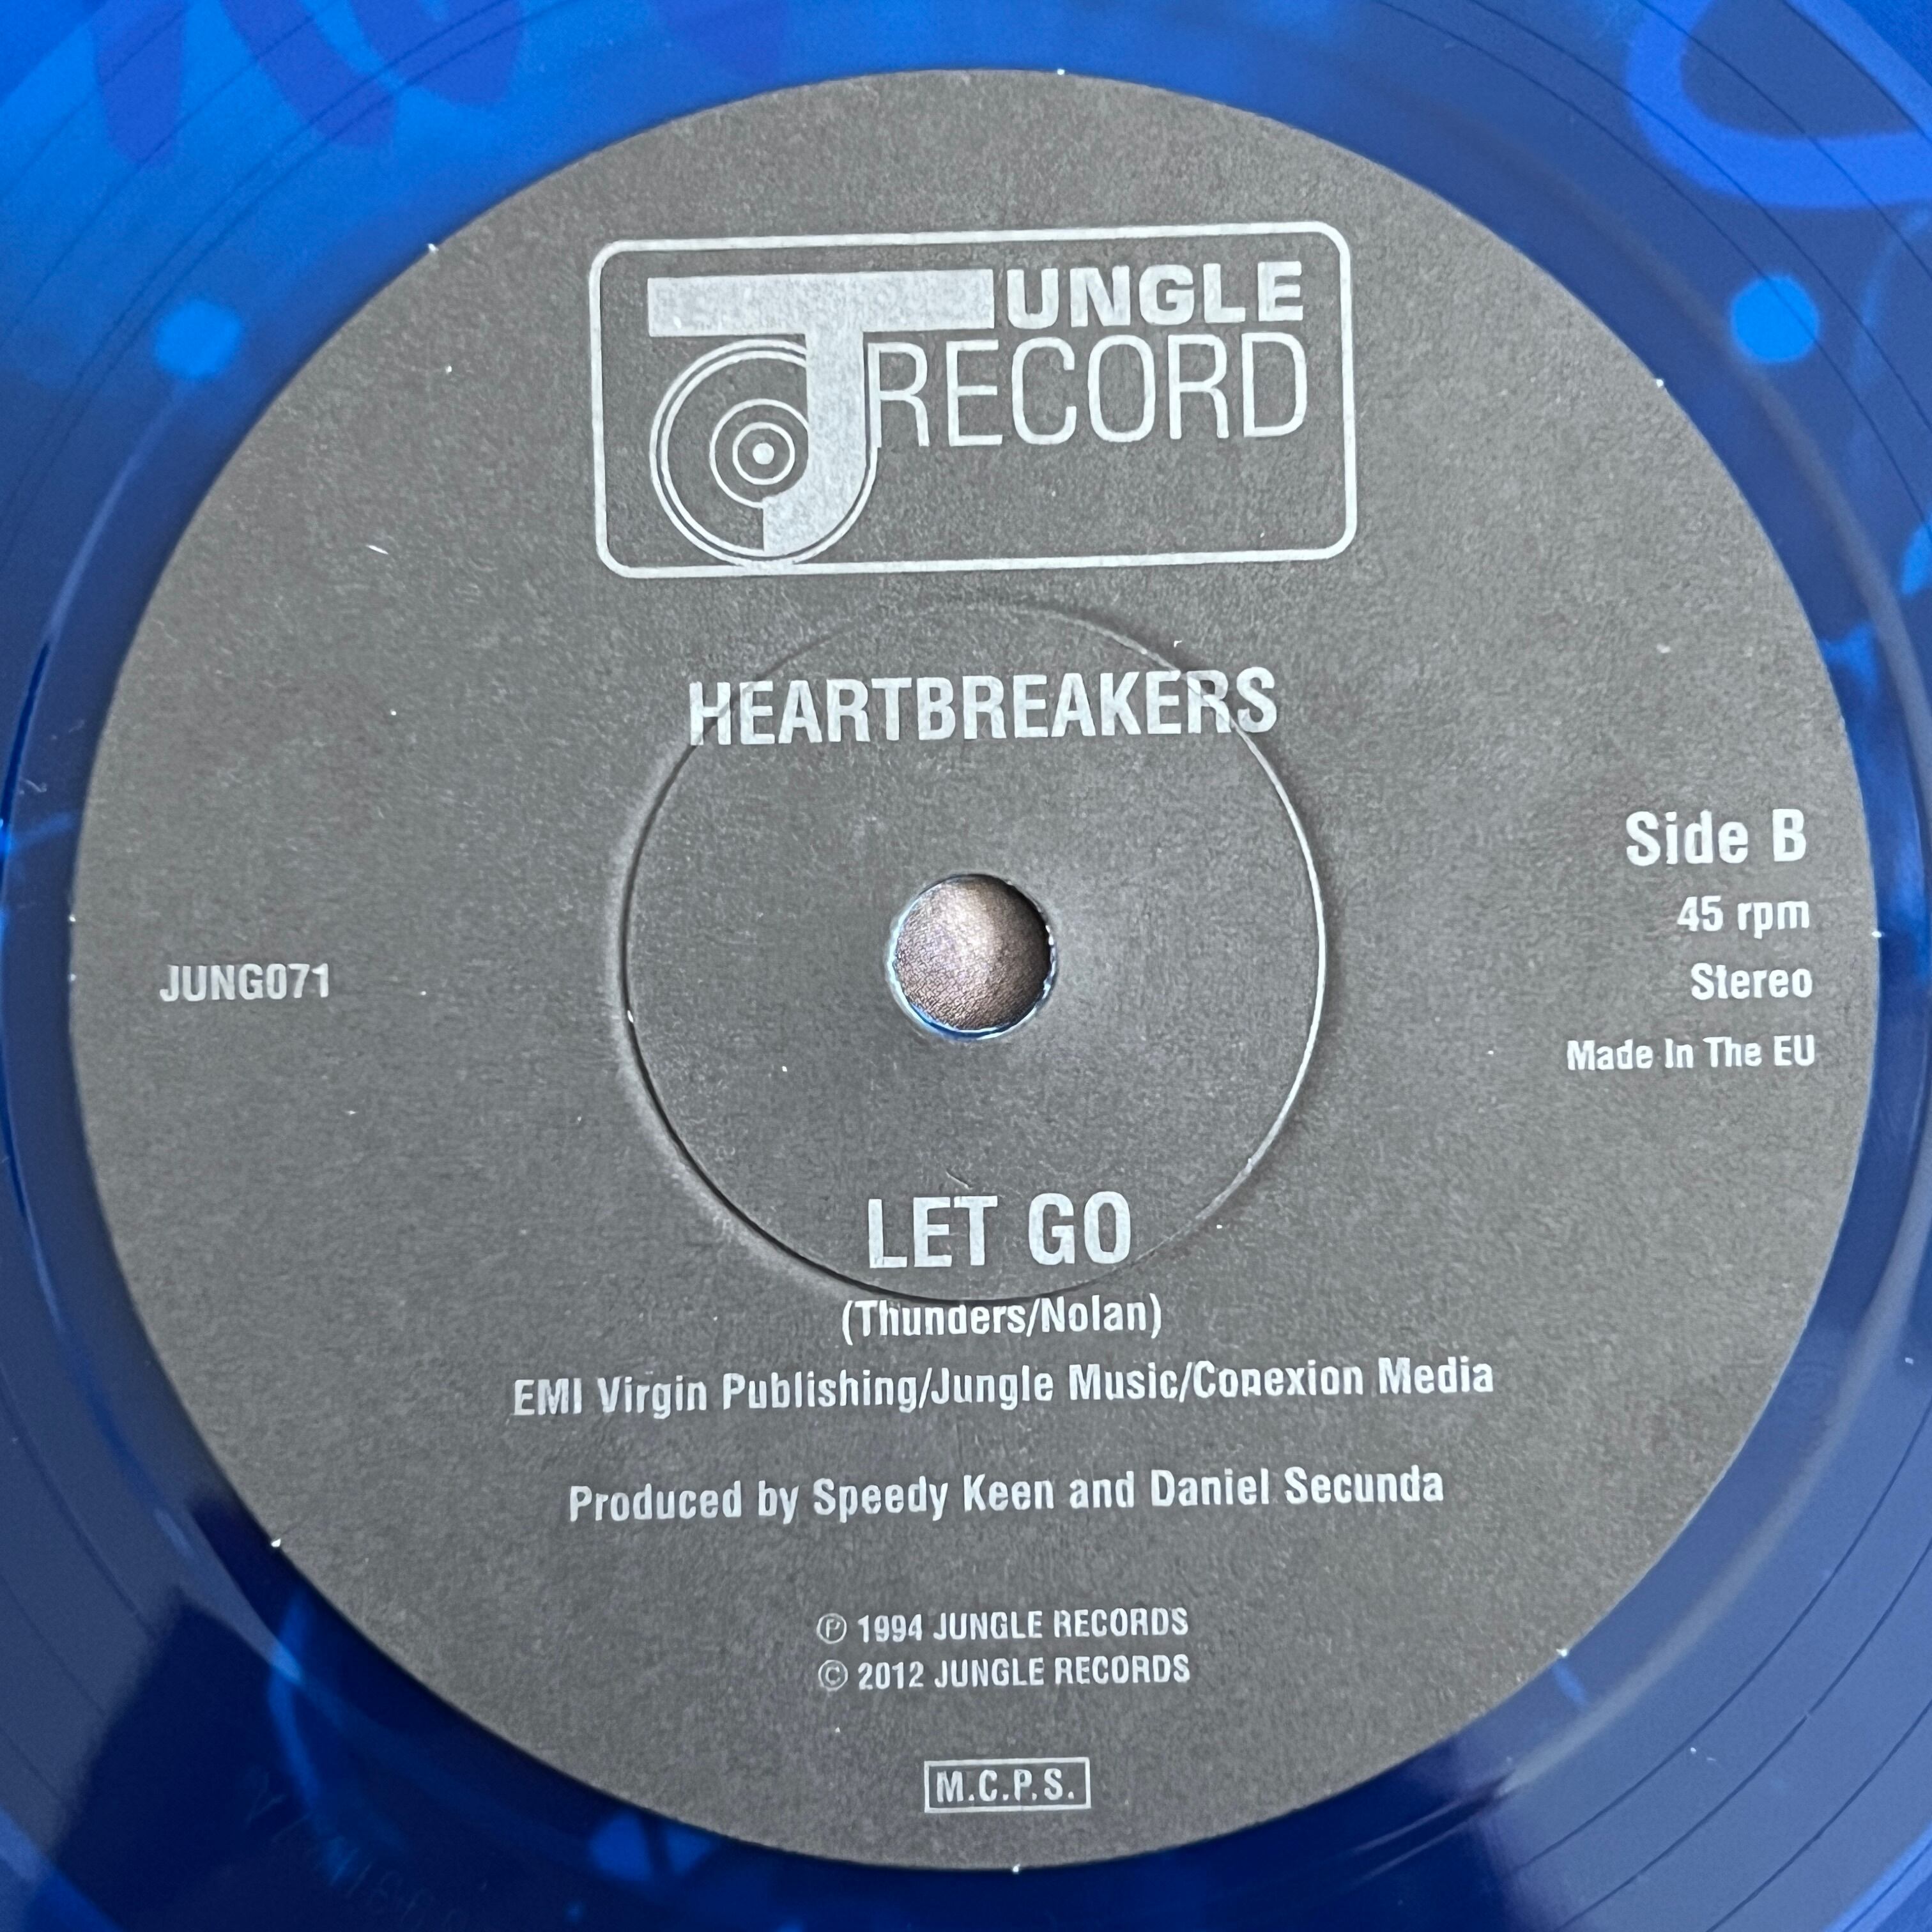 JUNGLE
RECORD
HEARTBREAKERS
Side B
45 rpm
Stereo
Made In The EU
JUNG071
LET GO
(Thunders/Nolan)
EMI Virgin Publishing/Jungle Music/Conexion Media
Produced by Speedy Keen and Daniel Secunda
Ⓟ 1994 JUNGLE RECORDS
© 2012 JUNGLE RECORDS
M.C.P.S.